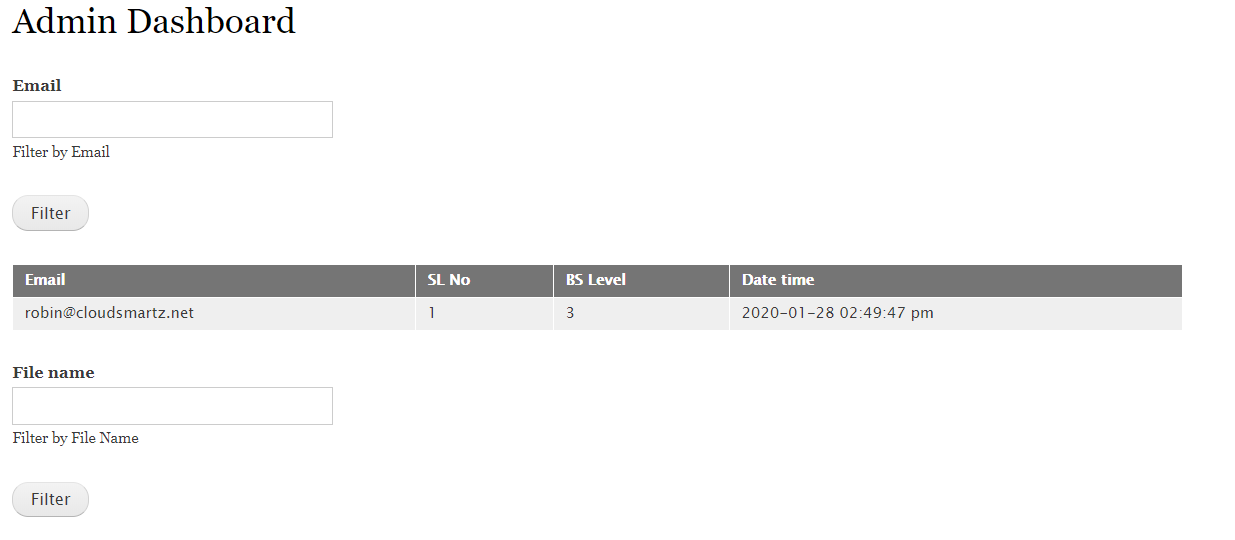 Admin Dashboard
Email
Filter by Email
Filter
Email SL No BS Level Date time
robin@cloudsmartz.net 1 3 2020-01-28 02:49:47 pm
File name
Filter by File Name
Filter